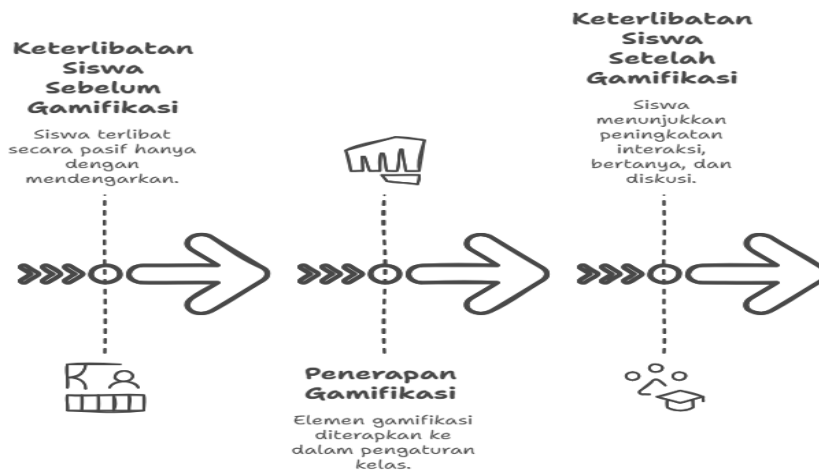 Keterlibatan
Siswa
Sebelum
Gamifikasi
Siswa terlibat
secara pasif hanya
dengan
mendengarkan.
Penerapan
Gamifikasi
Elemen gamifikasi
diterapkan ke
dalam pengaturan
kelas.
Keterlibatan
Siswa
Setelah
Gamifikasi
Siswa
menunjukkan
peningkatan
interaksi,
bertanya, dan
diskusi.